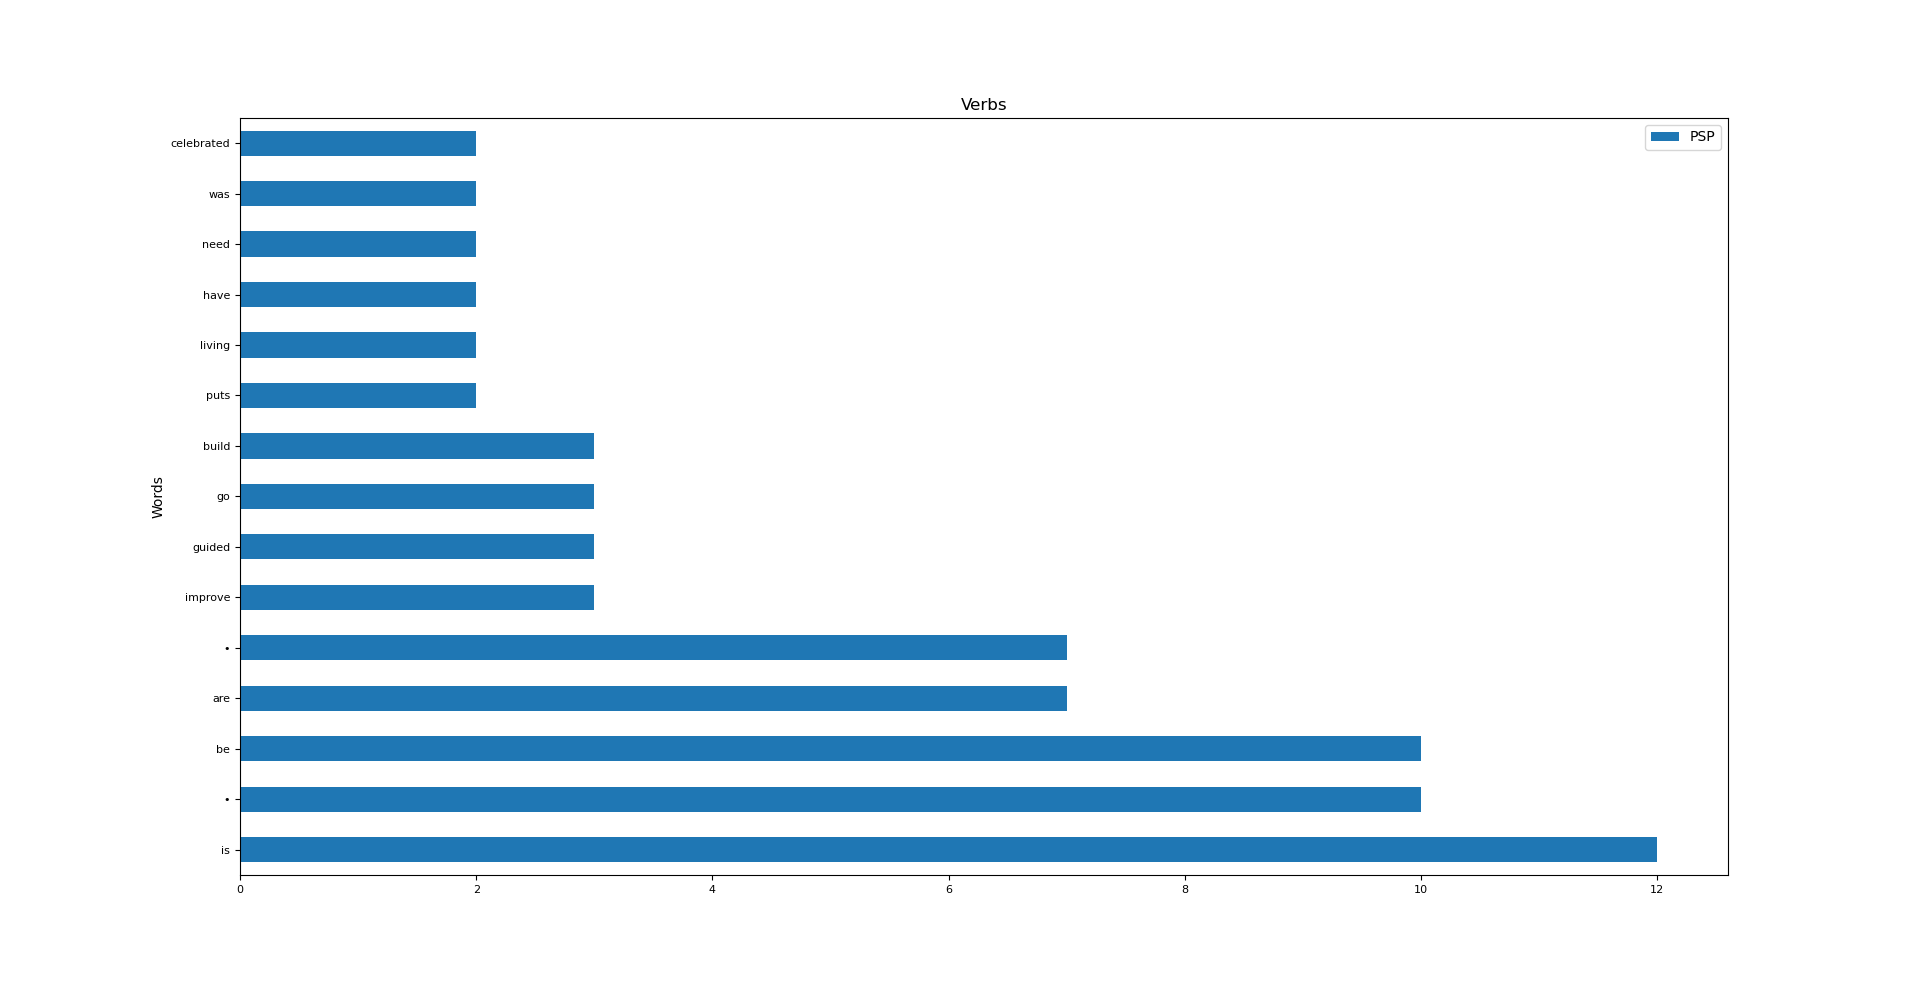 Verbs
PSP
celebrated
was
need
have
living
puts
build
go
guided
improve
•
are
be
•
is
Words
0 2 4 6 8 10 12